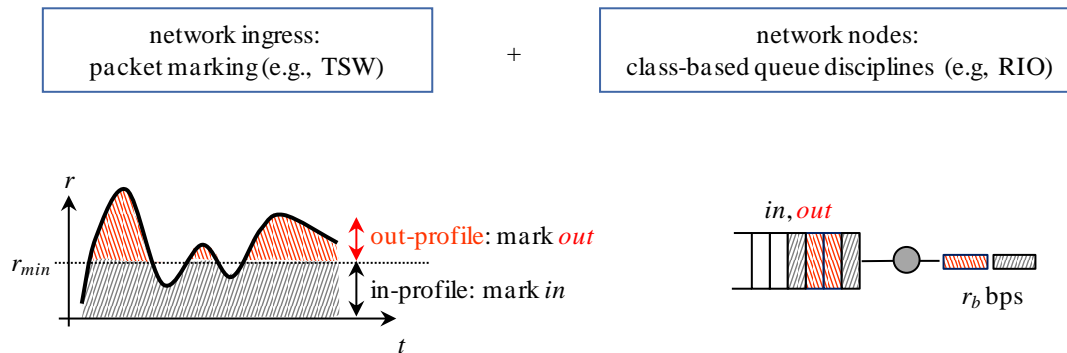 network ingress:
packet marking (e.g., TSW)
+
network nodes:
class-based queue disciplines (e.g, RIO)
r
out-profile: mark out
r_min
in-profile: mark in
t
in, out
r_b bps